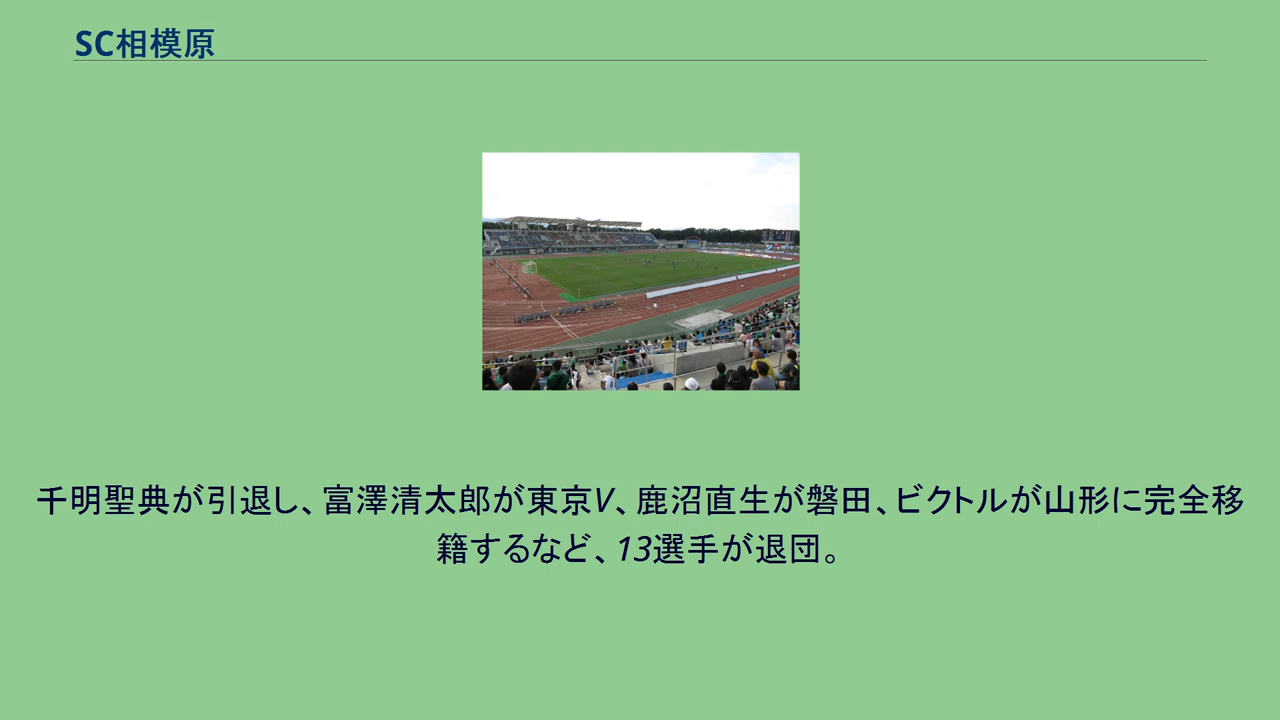 SC相模原
千明聖典が引退し、富澤清太郎が東京V、鹿沼直生が磐田、ビクトルが山形に完全移
籍するなど、13選手が退団。